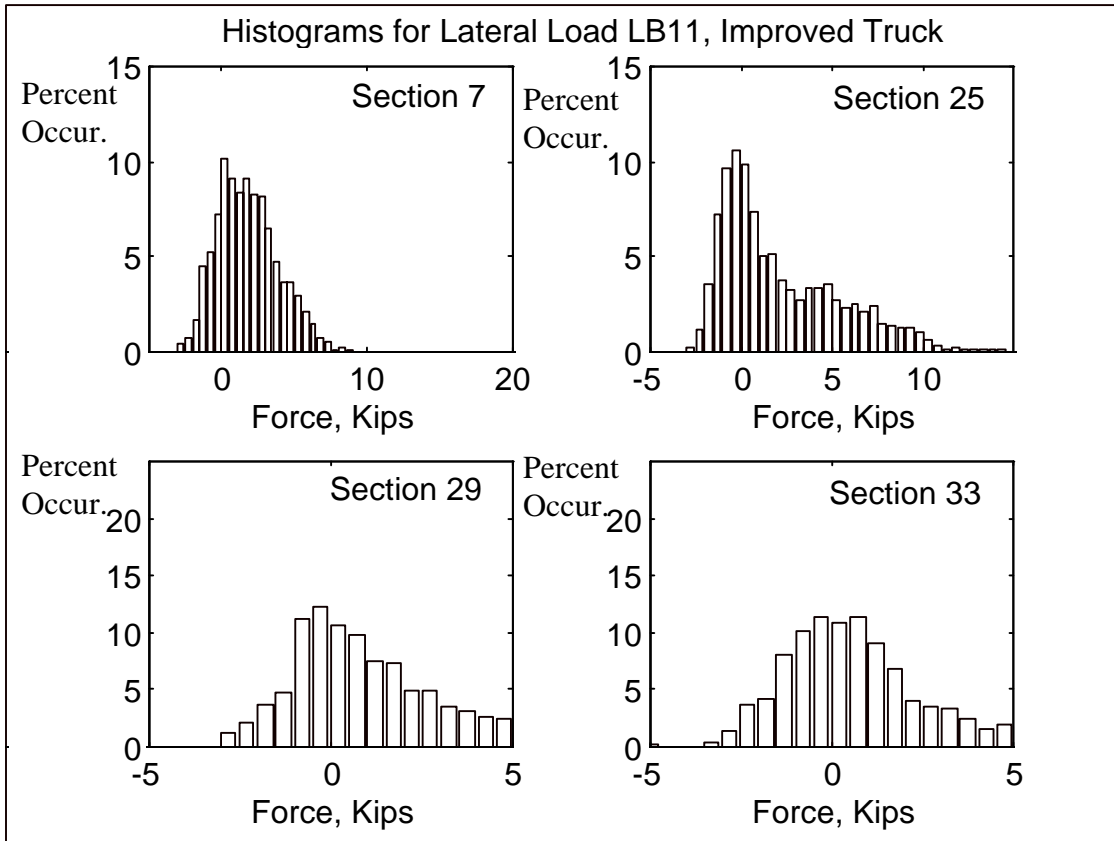 Histograms for Lateral Load LB11, Improved Truck
Percent
Occur.
Section 7
15
10
5
0
0
10
20
Force, Kips
Percent
Occur.
Section 25
15
10
5
0
-5
0
5
10
Force, Kips
Percent
Occur.
Section 29
20
15
10
5
0
-5
0
5
Force, Kips
Percent
Occur.
Section 33
20
15
10
5
0
-5
0
5
Force, Kips